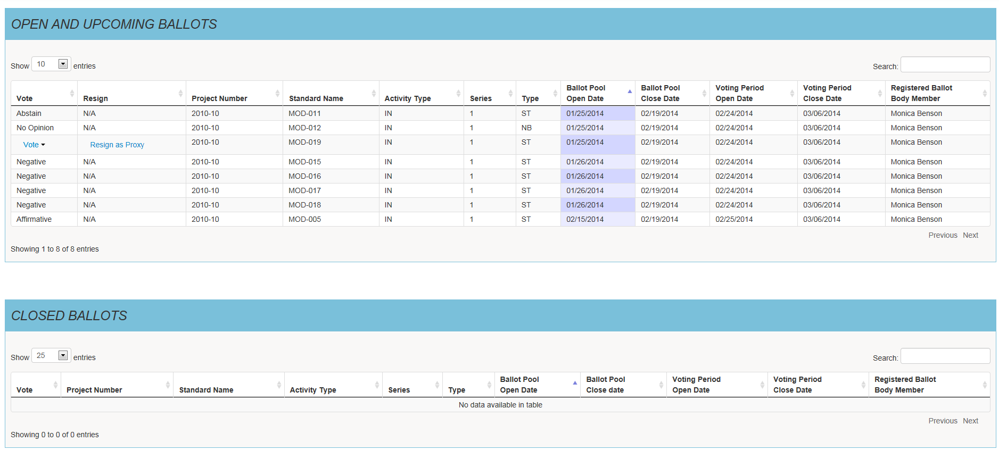 OPEN AND UPCOMING BALLOTS
Show 10 entries Search:
Vote Resign Project Number Standard Name Activity Type Series Type Ballot Pool Open Date Ballot Pool Close Date Voting Period Open Date Voting Period Close Date Registered Ballot Body Member
Abstain N/A 2010-10 MOD-011 IN 1 ST 01/25/2014 02/19/2014 02/24/2014 03/06/2014 Monica Benson
No Opinion N/A 2010-10 MOD-012 IN 1 NB 01/25/2014 02/19/2014 02/24/2014 03/06/2014 Monica Benson
Vote Resign as Proxy 2010-10 MOD-019 IN 1 ST 01/25/2014 02/19/2014 02/24/2014 03/06/2014 Monica Benson
Negative N/A 2010-10 MOD-015 IN 1 ST 01/26/2014 02/19/2014 02/24/2014 03/06/2014 Monica Benson
Negative N/A 2010-10 MOD-016 IN 1 ST 01/26/2014 02/19/2014 02/24/2014 03/06/2014 Monica Benson
Negative N/A 2010-10 MOD-017 IN 1 ST 01/26/2014 02/19/2014 02/24/2014 03/06/2014 Monica Benson
Negative N/A 2010-10 MOD-018 IN 1 ST 01/26/2014 02/19/2014 02/24/2014 03/06/2014 Monica Benson
Affirmative N/A 2010-10 MOD-005 IN 1 ST 02/15/2014 02/19/2014 02/25/2014 03/06/2014 Monica Benson
Previous Next
Showing 1 to 8 of 8 entries
CLOSED BALLOTS
Show 25 entries Search:
Vote Project Number Standard Name Activity Type Series Type Ballot Pool Open Date Ballot Pool Close date Voting Period Open Date Voting Period Close Date Registered Ballot Body Member
No data available in table
Previous Next
Showing 0 to 0 of 0 entries